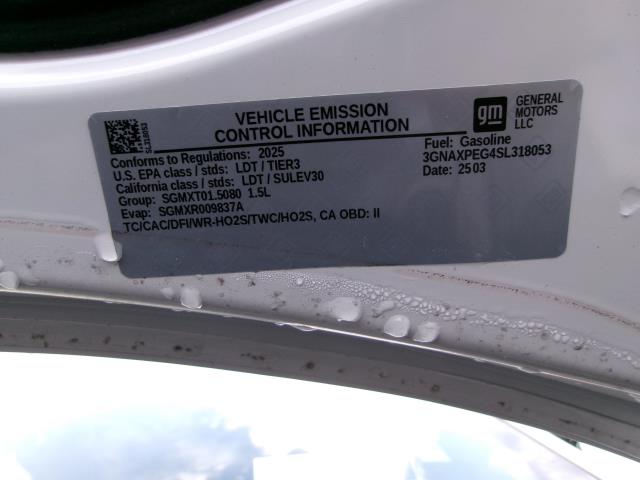 VEHICLE EMISSION
CONTROL INFORMATION
gm
GENERAL
MOTORS
LLC
SL318053
Conforms to Regulations: 2025
U.S. EPA class / stds: LDT / TIER3
California class / stds: LDT / SULEV30
Group: SGMXT01.5080 1.5L
Evap: SGMXR009837A
TC/CAC/DFI/WR-HO2S/TWC/HO2S, CA OBD: II
Fuel: Gasoline
3GNAXPEG4SL318053
Date: 2503